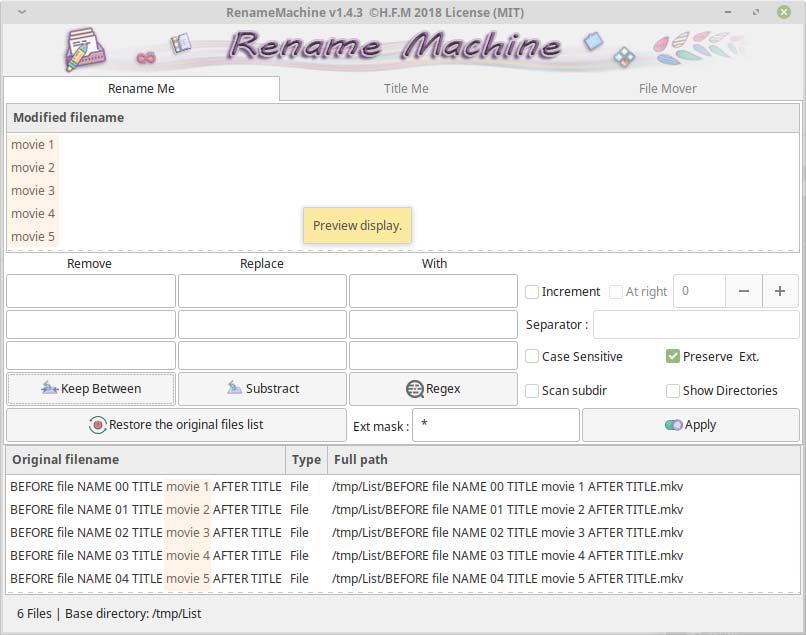 RenameMachine v1.4.3 ©H.F.M 2018 License (MIT)
Rename Machine
Rename Me Title Me File Mover
Modified filename
movie 1
movie 2
movie 3
movie 4
movie 5
Preview display.
Remove Replace With
Increment At right 0 − +
Separator :
Case Sensitive Preserve Ext.
Keep Between Substract Regex Scan subdir Show Directories
Restore the original files list Ext mask : * Apply
Original filename Type Full path
BEFORE file NAME 00 TITLE movie 1 AFTER TITLE File /tmp/List/BEFORE file NAME 00 TITLE movie 1 AFTER TITLE.mkv
BEFORE file NAME 01 TITLE movie 2 AFTER TITLE File /tmp/List/BEFORE file NAME 01 TITLE movie 2 AFTER TITLE.mkv
BEFORE file NAME 02 TITLE movie 3 AFTER TITLE File /tmp/List/BEFORE file NAME 02 TITLE movie 3 AFTER TITLE.mkv
BEFORE file NAME 03 TITLE movie 4 AFTER TITLE File /tmp/List/BEFORE file NAME 03 TITLE movie 4 AFTER TITLE.mkv
BEFORE file NAME 04 TITLE movie 5 AFTER TITLE File /tmp/List/BEFORE file NAME 04 TITLE movie 5 AFTER TITLE.mkv
6 Files | Base directory: /tmp/List